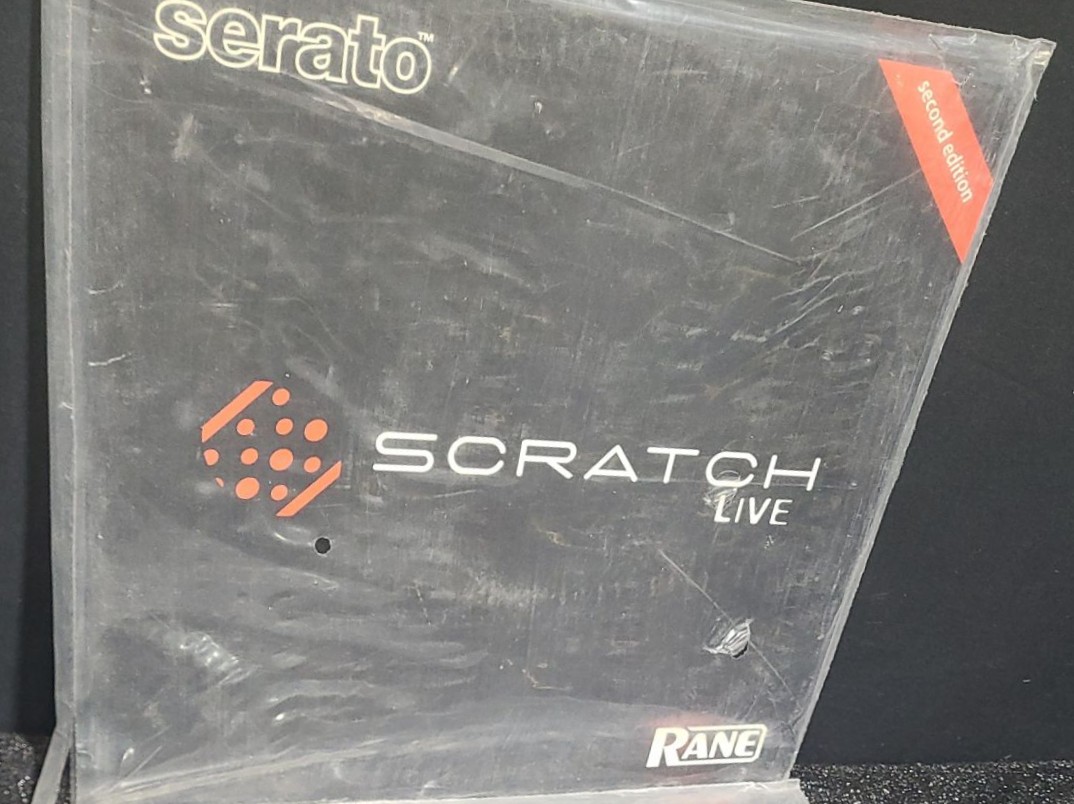 serato™
second edition
SCRATCH
LIVE
RANE